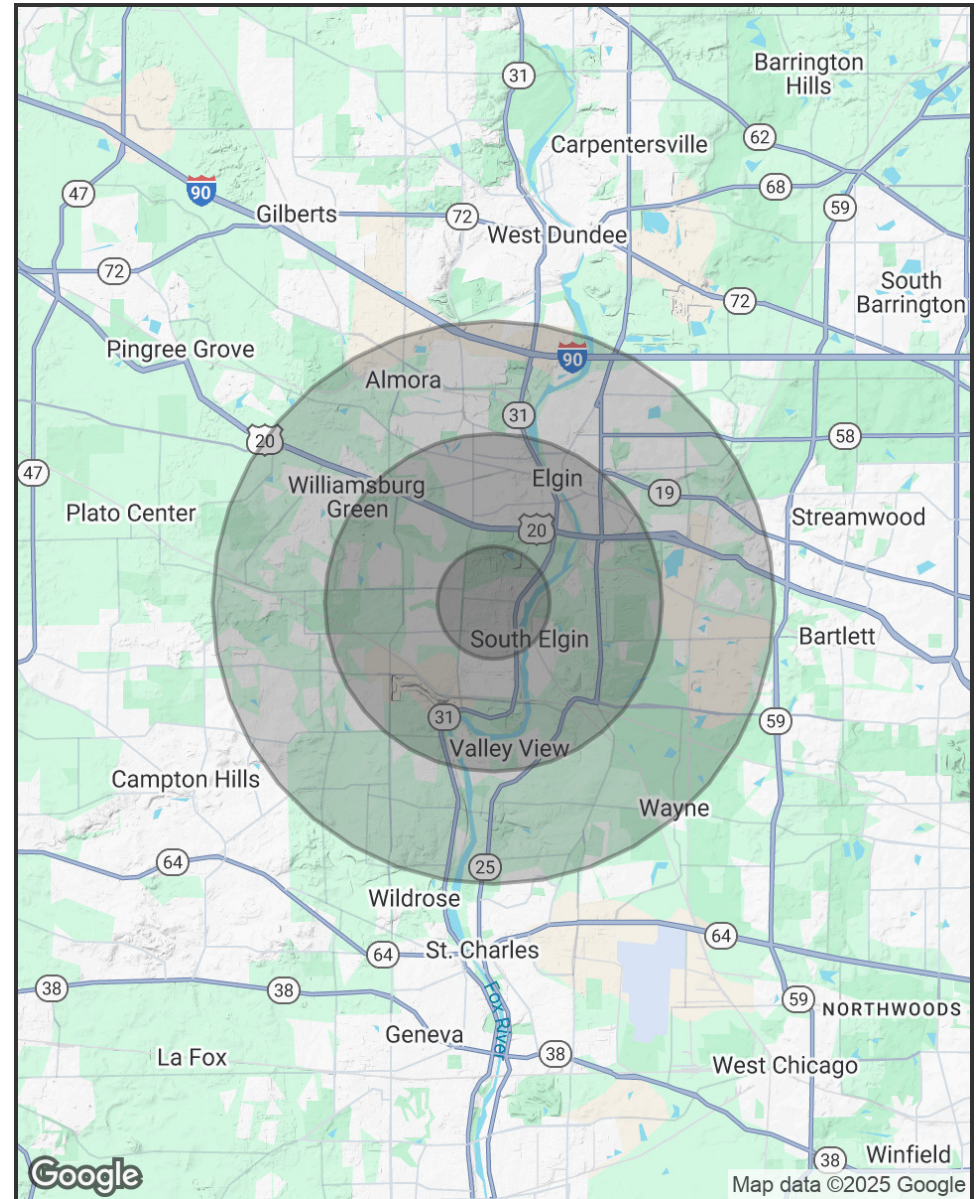 Barrington
Hills
31
62
Carpentersville
68
47
90
59
Gilberts
72
West Dundee
72
South
Barrington
72
Pingree Grove
90
Almora
31
20
58
47
Elgin
Williamsburg
Green
19
Plato Center
Streamwood
20
South Elgin
Bartlett
31
59
Valley View
Campton Hills
Wayne
64
25
Wildrose
64
64
St. Charles
38
38
59
NORTHWOODS
Fox River
Geneva
La Fox
38
West Chicago
38
Winfield
Google
Map data ©2025 Google